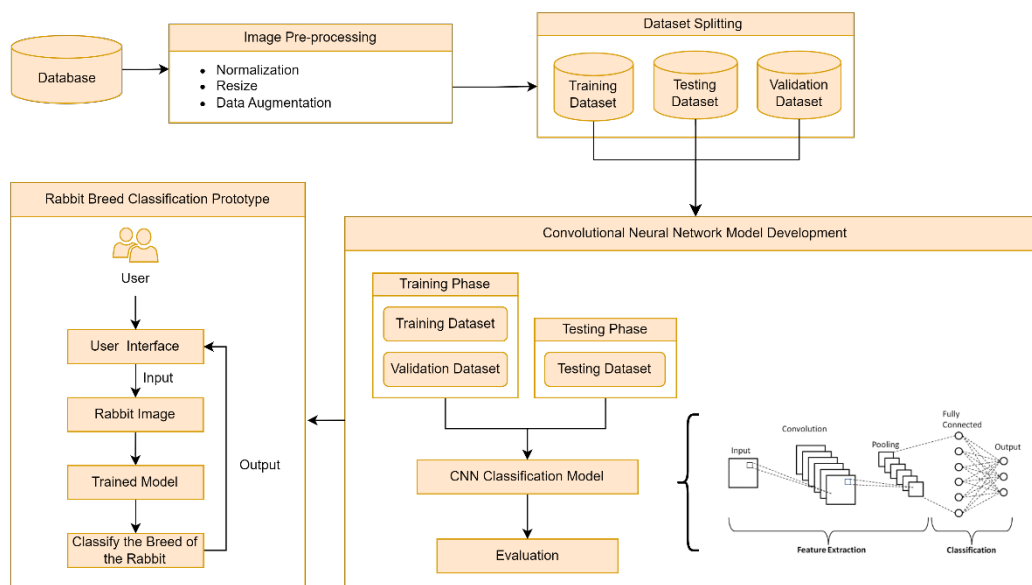 Database
Image Pre-processing
Normalization
Resize
Data Augmentation
Dataset Splitting
Training
Dataset
Testing
Dataset
Validation
Dataset
Rabbit Breed Classification Prototype
User
User Interface
Input
Rabbit Image
Trained Model
Classify the Breed of
the Rabbit
Output
Convolutional Neural Network Model Development
Training Phase
Training Dataset
Validation Dataset
Testing Phase
Testing Dataset
CNN Classification Model
Evaluation
Input
Convolution
Pooling
Fully
Connected
Output
Feature Extraction
Classification